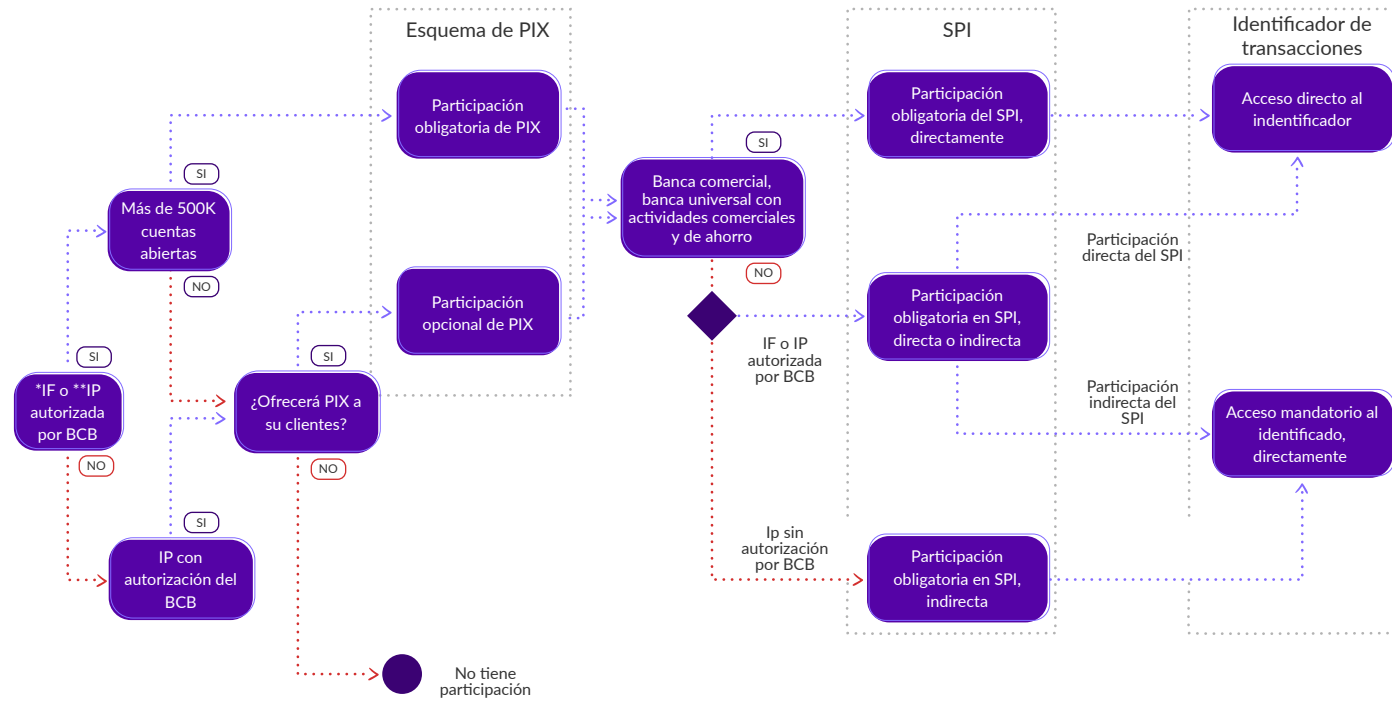 Esquema de PIX
SPI
Identificador de
transacciones
Participación
obligatoria de PIX
Participación
obligatoria del SPI,
directamente
Acceso directo al
indentificador
SI
SI
Banca comercial,
banca universal con
actividades comerciales
y de ahorro
Más de 500K
cuentas
abiertas
Participación
directa del SPI
NO
NO
Participación
opcional de PIX
Participación
obligatoria en SPI,
directa o indirecta
SI
SI
IF o IP
autorizada
por BCB
*IF o **IP
autorizada
por BCB
¿Ofrecerá PIX a
su clientes?
Participación
indirecta del
SPI
Acceso mandatorio al
identificado,
directamente
NO
NO
SI
Ip sin
autorización
por BCB
IP con
autorización del
BCB
Participación
obligatoria en SPI,
indirecta
No tiene
participación